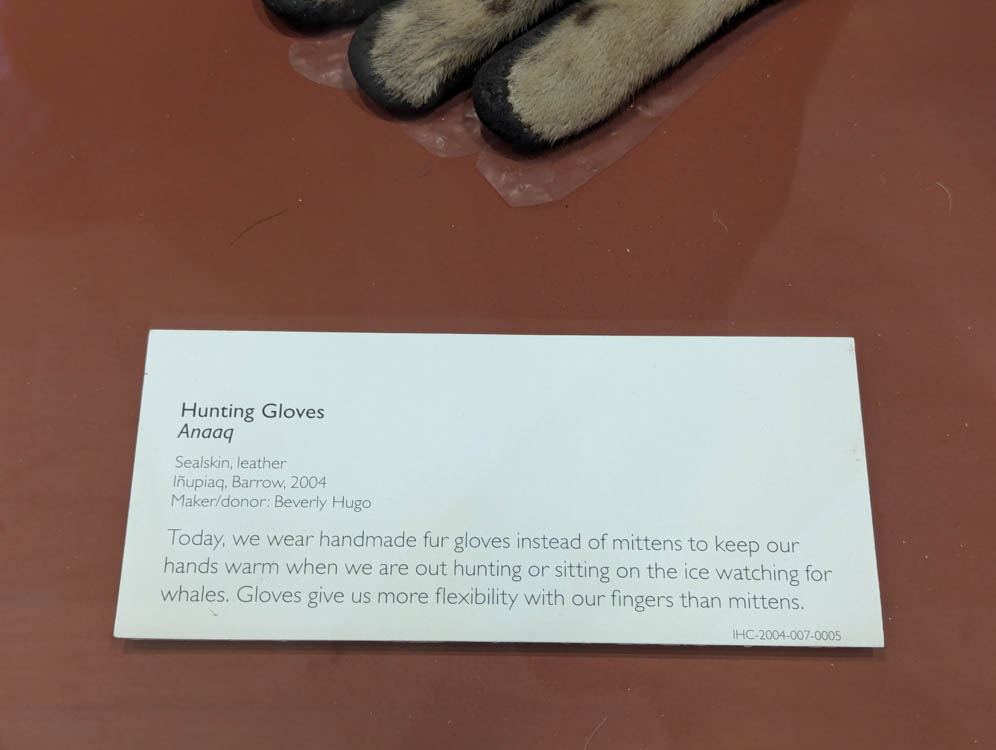 Hunting Gloves
Anaaq
Sealskin, leather
Iñupiaq, Barrow, 2004
Maker/donor: Beverly Hugo
Today, we wear handmade fur gloves instead of mittens to keep our
hands warm when we are out hunting or sitting on the ice watching for
whales. Gloves give us more flexibility with our fingers than mittens.
IHC-2004-007-0005